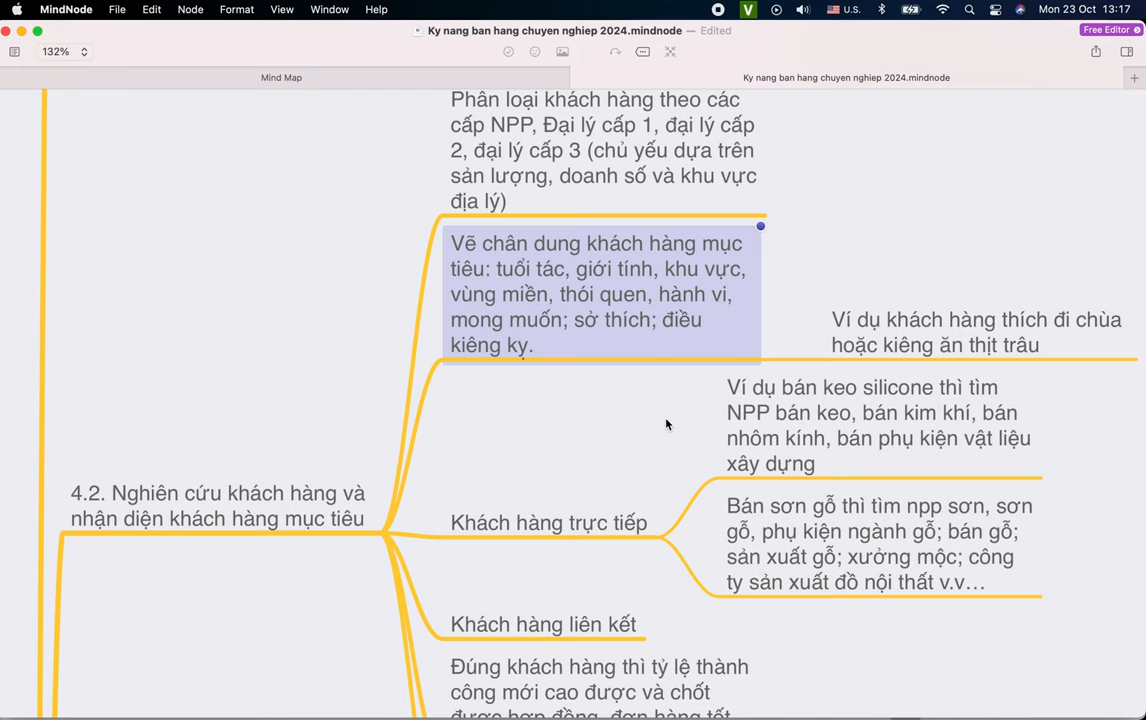 MindNode File Edit Node Format View Window Help
V U.S. Mon 23 Oct 13:17
Ky nang ban hang chuyen nghiep 2024.mindnode — Edited
Free Editor
132%
Mind Map
Ky nang ban hang chuyen nghiep 2024.mindnode
Phân loại khách hàng theo các
cấp NPP, Đại lý cấp 1, đại lý cấp
2, đại lý cấp 3 (chủ yếu dựa trên
sản lượng, doanh số và khu vực
địa lý)
Vẽ chân dung khách hàng mục
tiêu: tuổi tác, giới tính, khu vực,
vùng miền, thói quen, hành vi,
mong muốn; sở thích; điều
kiêng kỵ.
Ví dụ khách hàng thích đi chùa
hoặc kiêng ăn thịt trâu
Ví dụ bán keo silicone thì tìm
NPP bán keo, bán kim khí, bán
nhôm kính, bán phụ kiện vật liệu
xây dựng
4.2. Nghiên cứu khách hàng và
nhận diện khách hàng mục tiêu
Khách hàng trực tiếp
Bán sơn gỗ thì tìm npp sơn, sơn
gỗ, phụ kiện ngành gỗ; bán gỗ;
sản xuất gỗ; xưởng mộc; công
ty sản xuất đồ nội thất v.v...
Khách hàng liên kết
Đúng khách hàng thì tỷ lệ thành
công mới cao được và chốt
được hợp đồng, đơn hàng tốt